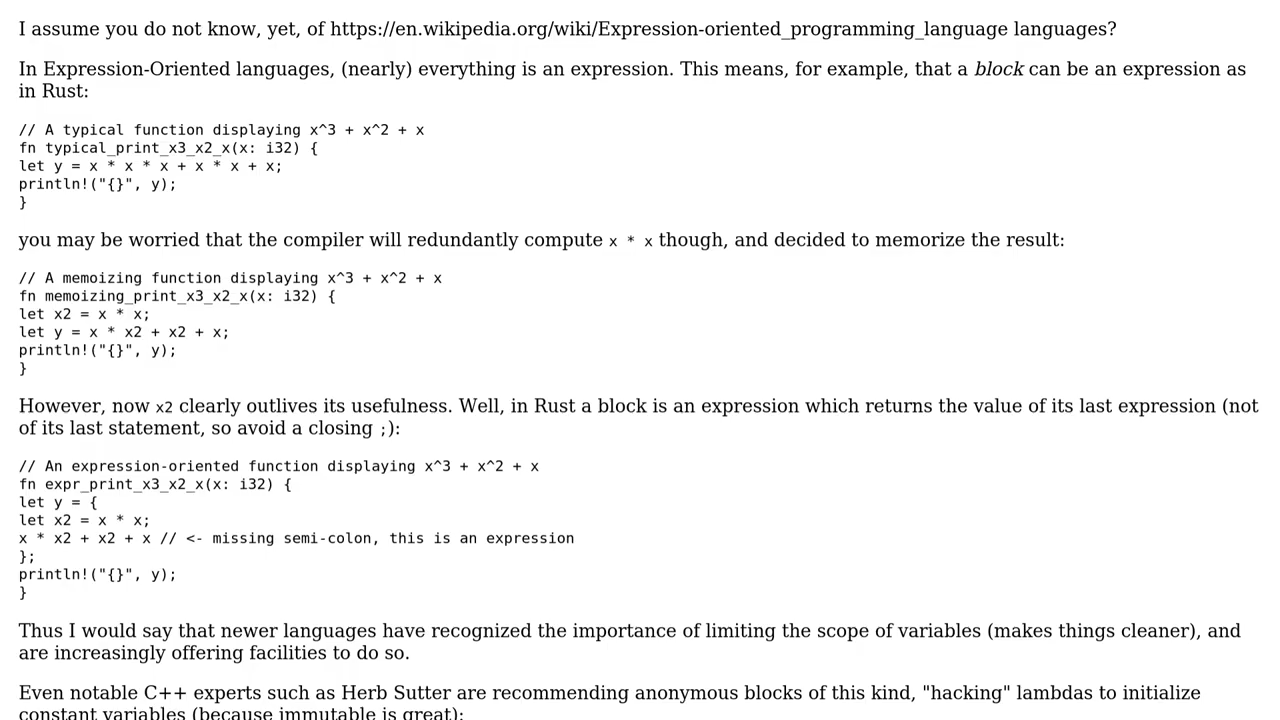 I assume you do not know, yet, of https://en.wikipedia.org/wiki/Expression-oriented_programming_language languages?
In Expression-Oriented languages, (nearly) everything is an expression. This means, for example, that a block can be an expression as
in Rust:
// A typical function displaying x^3 + x^2 + x
fn typical_print_x3_x2_x(x: i32) {
let y = x * x * x + x * x + x;
println!("{}", y);
}
you may be worried that the compiler will redundantly compute x * x though, and decided to memorize the result:
// A memoizing function displaying x^3 + x^2 + x
fn memoizing_print_x3_x2_x(x: i32) {
let x2 = x * x;
let y = x * x2 + x2 + x;
println!("{}", y);
}
However, now x2 clearly outlives its usefulness. Well, in Rust a block is an expression which returns the value of its last expression (not
of its last statement, so avoid a closing ;):
// An expression-oriented function displaying x^3 + x^2 + x
fn expr_print_x3_x2_x(x: i32) {
let y = {
let x2 = x * x;
x * x2 + x2 + x // <- missing semi-colon, this is an expression
};
println!("{}", y);
}
Thus I would say that newer languages have recognized the importance of limiting the scope of variables (makes things cleaner), and
are increasingly offering facilities to do so.
Even notable C++ experts such as Herb Sutter are recommending anonymous blocks of this kind, "hacking" lambdas to initialize
constant variables (because immutable is great):